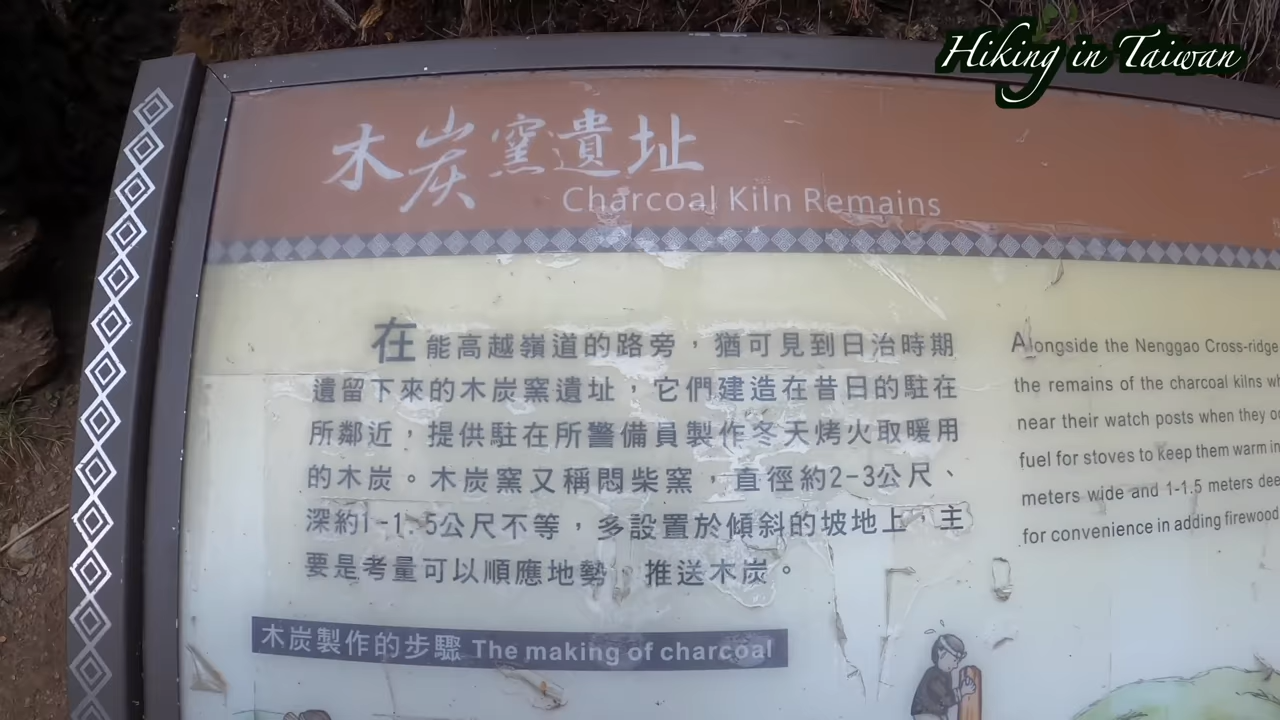 Hiking in Taiwan
木炭窯遺址
Charcoal Kiln Remains
在能高越嶺道的路旁，猶可見到日治時期
遺留下來的木炭窯遺址，它們建造在昔日的駐在
所鄰近，提供駐在所警備員製作冬天烤火取暖用
的木炭。木炭窯又稱悶柴窯，直徑約2-3公尺、
深約1-1.5公尺不等，多設置於傾斜的坡地上，主
要是考量可以順應地勢，推送木炭。
Alongside the Nenggao Cross-ridge
the remains of the charcoal kilns
near their watch posts when they
fuel for stoves to keep them warm
meters wide and 1-1.5 meters
for convenience in adding firewood
木炭製作的步驟 The making of charcoal